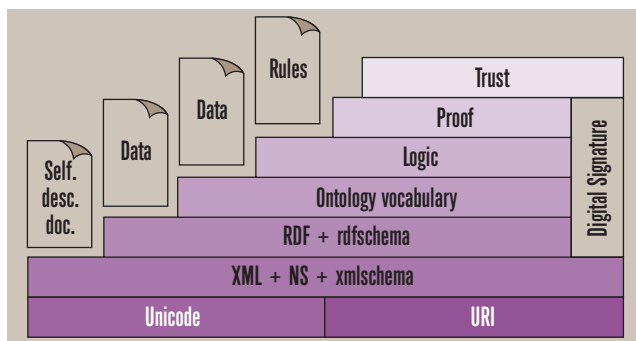 Rules
Trust
Data
Proof
Data
Logic
Self.
desc.
doc.
Ontology vocabulary
Digital Signature
RDF + rdfschema
XML + NS + xmlschema
Unicode
URI